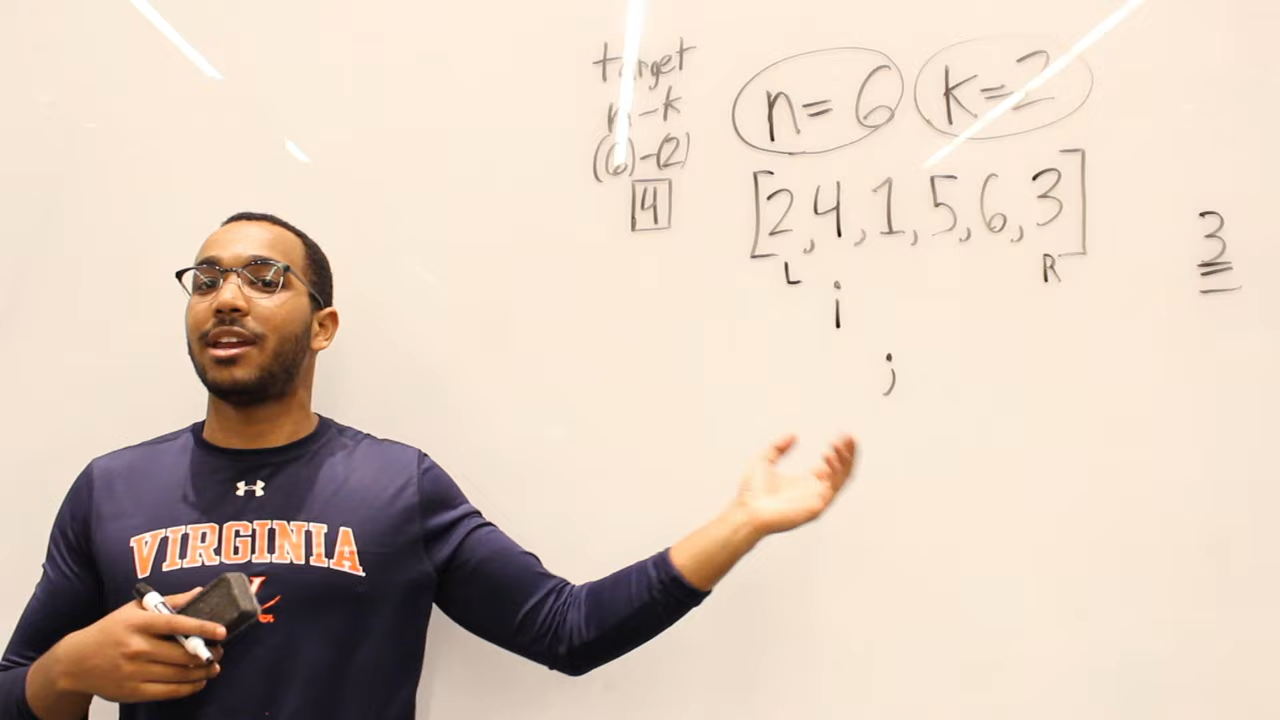 target
n-k
(6)-(2)
4
n=6 k=2
[2,4,1,5,6,3]
L R
i
j
3
VIRGINIA